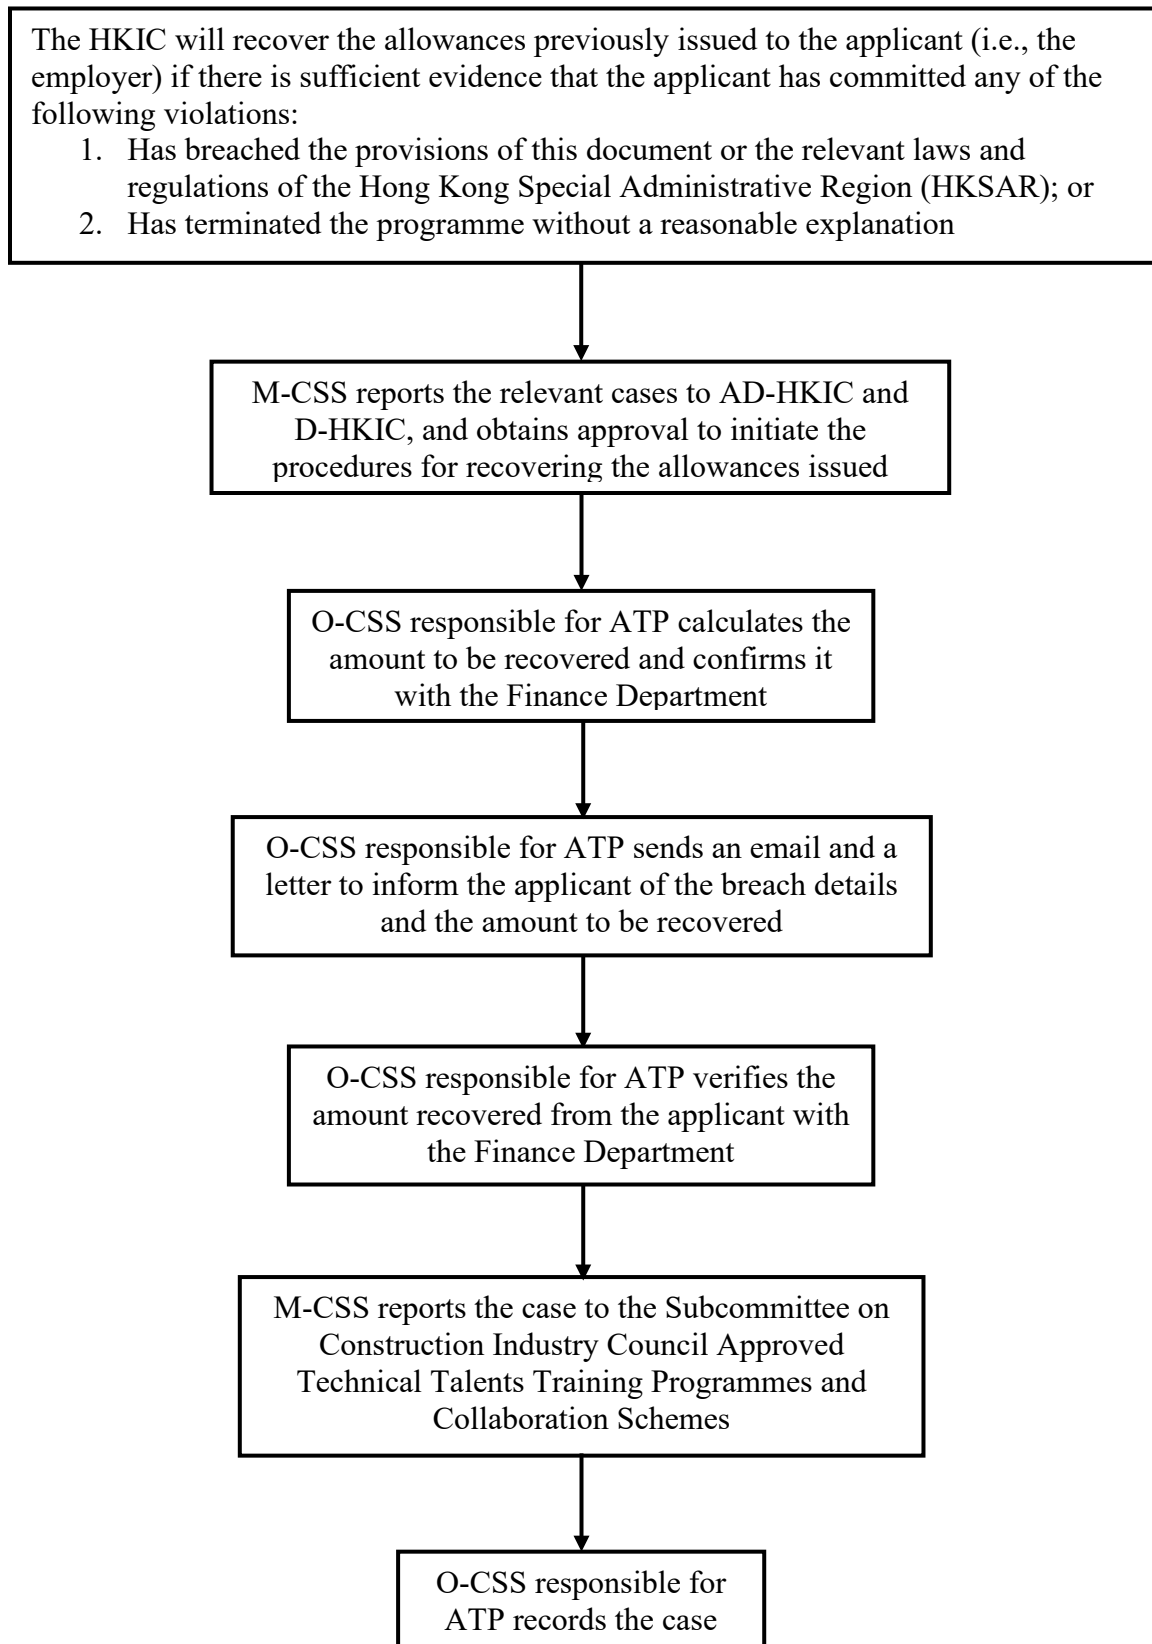 The HKIC will recover the allowances previously issued to the applicant (i.e., the
employer) if there is sufficient evidence that the applicant has committed any of the
following violations:
1. Has breached the provisions of this document or the relevant laws and
regulations of the Hong Kong Special Administrative Region (HKSAR); or
2. Has terminated the programme without a reasonable explanation
M-CSS reports the relevant cases to AD-HKIC and
D-HKIC, and obtains approval to initiate the
procedures for recovering the allowances issued
O-CSS responsible for ATP calculates the
amount to be recovered and confirms it
with the Finance Department
O-CSS responsible for ATP sends an email and a
letter to inform the applicant of the breach details
and the amount to be recovered
O-CSS responsible for ATP verifies the
amount recovered from the applicant with
the Finance Department
M-CSS reports the case to the Subcommittee on
Construction Industry Council Approved
Technical Talents Training Programmes and
Collaboration Schemes
O-CSS responsible for
ATP records the case